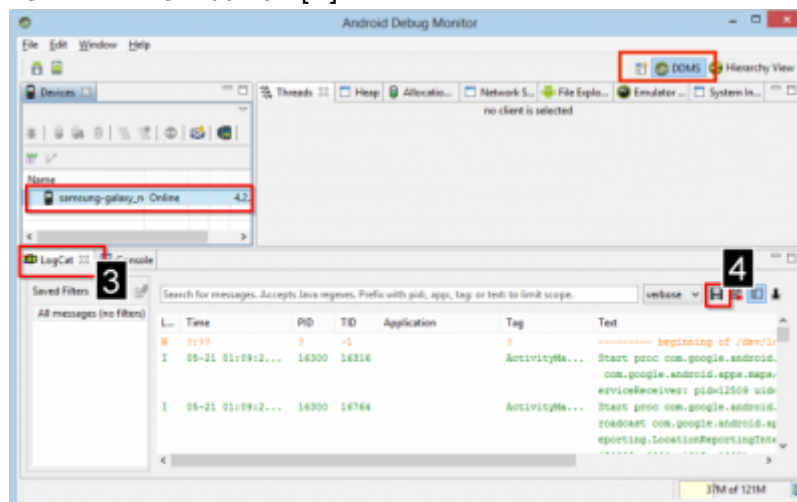 Android Debug Monitor
File Edit Window Help
DDMS Hierarchy View
Devices
Threads Heap Allocatio... Network S... File Explo... Emulator ... System In...
no client is selected
Name
samsung-galaxy_n Online 4.2.
LogCat Console
3
4
Saved Filters
Search for messages. Accepts Java regexes. Prefix with pid:, app:, tag: or text: to limit scope.
verbose
All messages (no filters)
L... Time PID TID Application Tag Text
W ?:?? ? -1 ? --------- beginning of /dev/lo
I 05-21 01:09:2... 16300 16316 ActivityMa... Start proc com.google.android.
com.google.android.apps.maps/
erviceReceiver: pid=12509 uid=
I 05-21 01:09:2... 16300 16764 ActivityMa... Start proc com.google.android.
roadcast com.google.android.ap
eporting.LocationReportingInte
37M of 121M